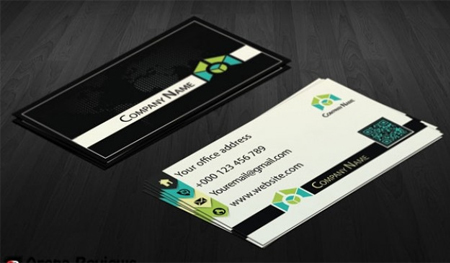 COMPANY NAME
COMPANY NAME
Your office address
+000 123 456 789
Youremail@gmail.com
www.website.com
COMPANY NAME